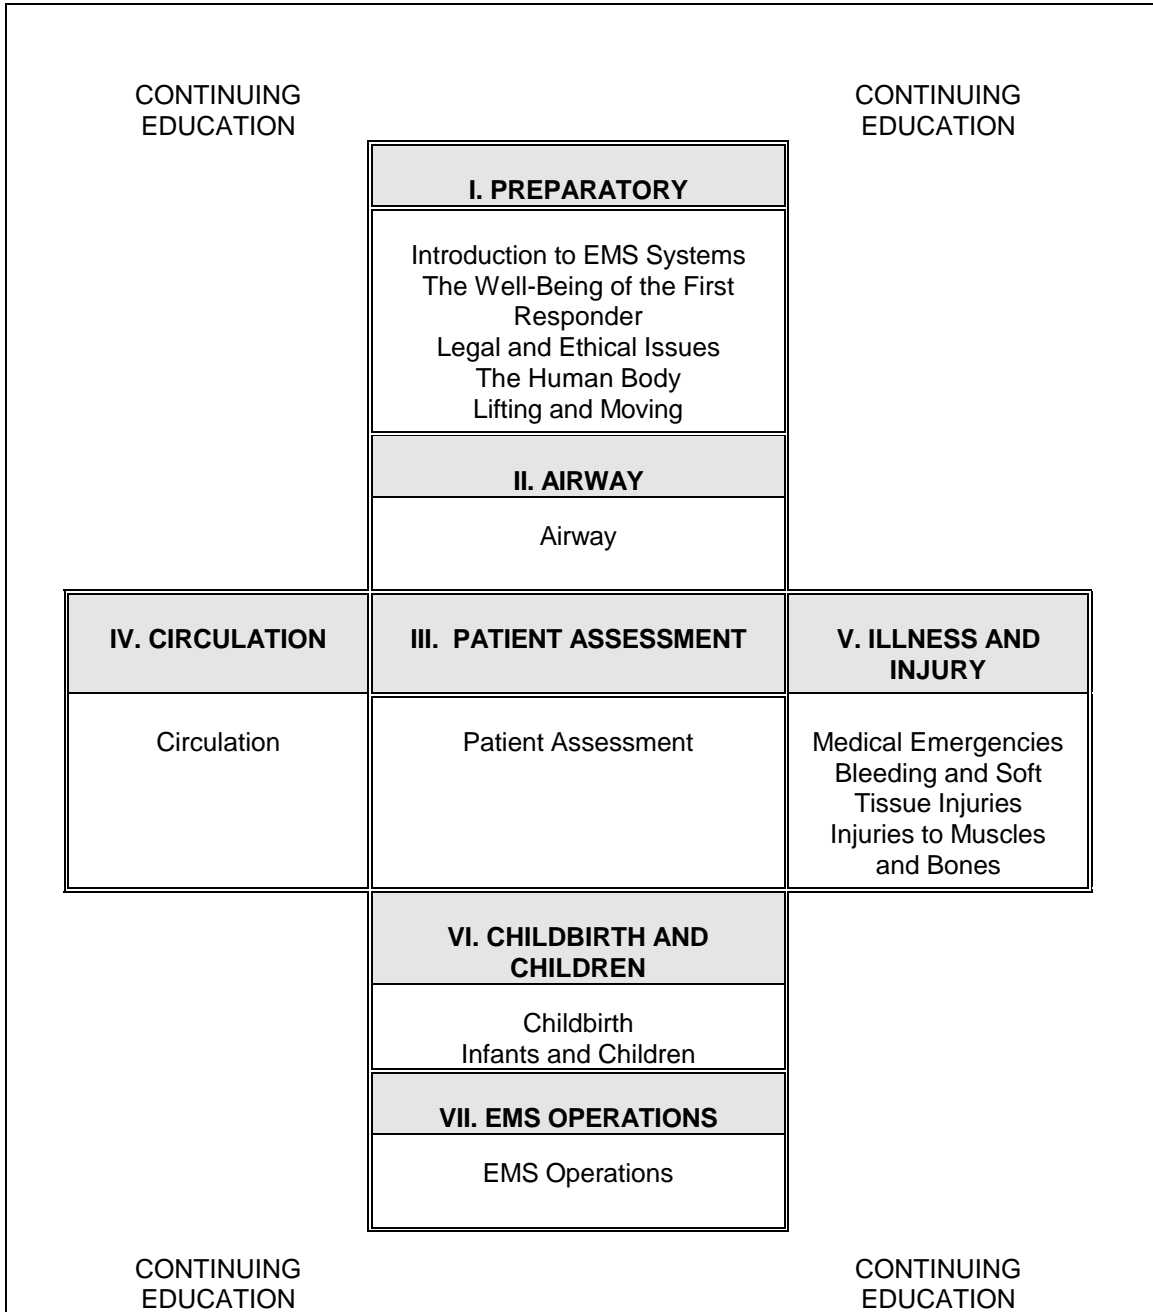 CONTINUING
EDUCATION
CONTINUING
EDUCATION
I. PREPARATORY
Introduction to EMS Systems
The Well-Being of the First
Responder
Legal and Ethical Issues
The Human Body
Lifting and Moving
II. AIRWAY
Airway
IV. CIRCULATION
Circulation
III. PATIENT ASSESSMENT
Patient Assessment
V. ILLNESS AND
INJURY
Medical Emergencies
Bleeding and Soft
Tissue Injuries
Injuries to Muscles
and Bones
VI. CHILDBIRTH AND
CHILDREN
Childbirth
Infants and Children
VII. EMS OPERATIONS
EMS Operations
CONTINUING
EDUCATION
CONTINUING
EDUCATION